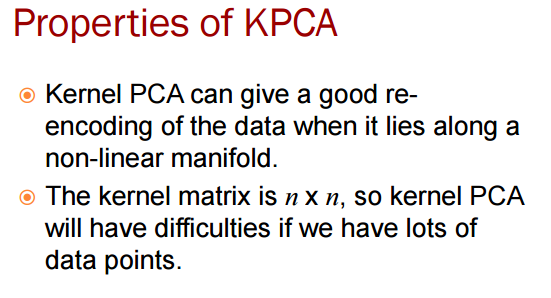 Properties of KPCA
Kernel PCA can give a good re-
encoding of the data when it lies along a
non-linear manifold.
The kernel matrix is n x n, so kernel PCA
will have difficulties if we have lots of
data points.